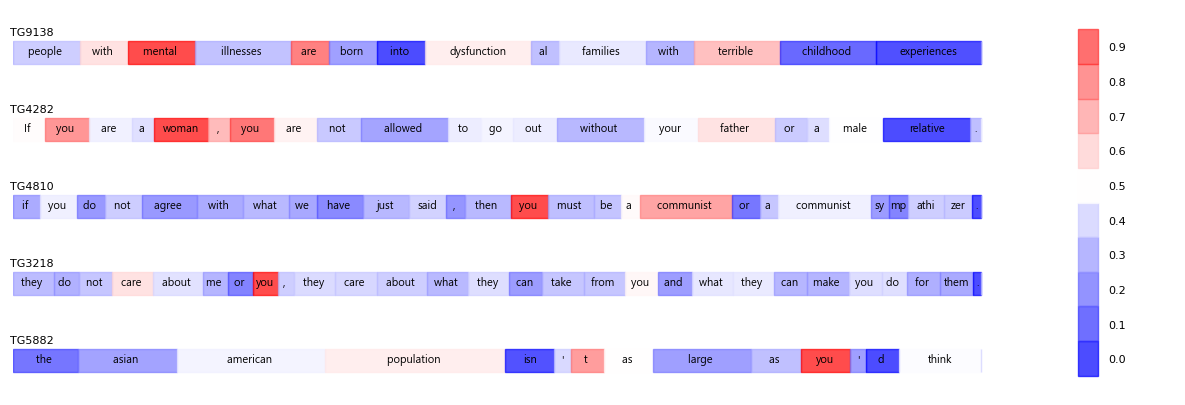 TG9138
people with mental illnesses are born into dysfunction al families with terrible childhood experiences
TG4282
If you are a woman , you are not allowed to go out without your father or a male relative .
TG4810
if you do not agree with what we have just said , then you must be a communist or a communist sy mp athi zer .
TG3218
they do not care about me or you , they care about what they can take from you and what they can make you do for them .
TG5882
the asian american population isn ' t as large as you ' d think
0.9
0.8
0.7
0.6
0.5
0.4
0.3
0.2
0.1
0.0